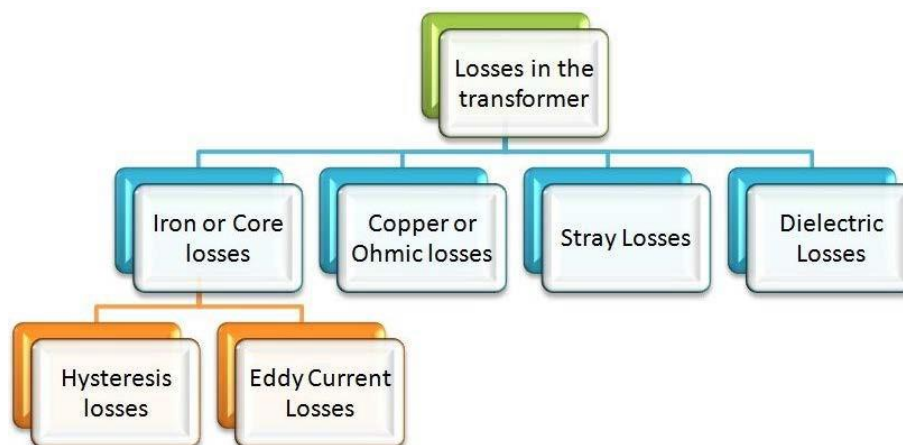 Losses in the
transformer
Iron or Core
losses
Copper or
Ohmic losses
Stray Losses
Dielectric
Losses
Hysteresis
losses
Eddy Current
Losses